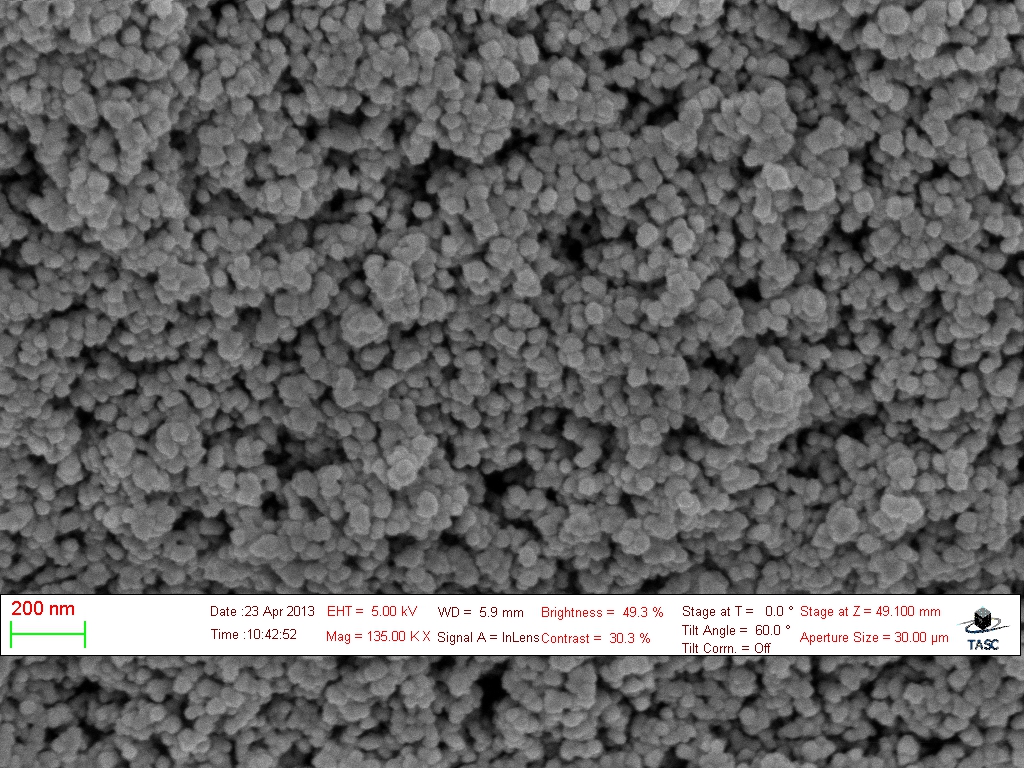 200 nm
Date :23 Apr 2013 EHT = 5.00 kV WD = 5.9 mm Brightness = 49.3 % Stage at T = 0.0 ° Stage at Z = 49.100 mm
Time :10:42:52 Mag = 135.00 K X Signal A = InLens Contrast = 30.3 % Tilt Angle = 60.0 ° Aperture Size = 30.00 µm
Tilt Corrn. = Off
TASC